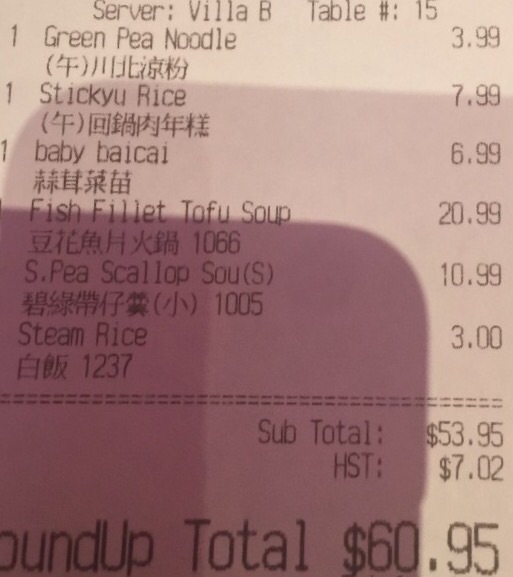 Server: Villa B Table #: 15
1 Green Pea Noodle 3.99
(午)川北涼粉
1 Stickyu Rice 7.99
(午)回鍋肉年糕
1 baby baicai 6.99
蒜茸菜苗
Fish Fillet Tofu Soup 20.99
豆花魚片火鍋 1066
S.Pea Scallop Sou(S) 10.99
碧綠帶仔羹(小) 1005
Steam Rice 3.00
白飯 1237
Sub Total: $53.95
HST: $7.02
oundUp Total $60.95